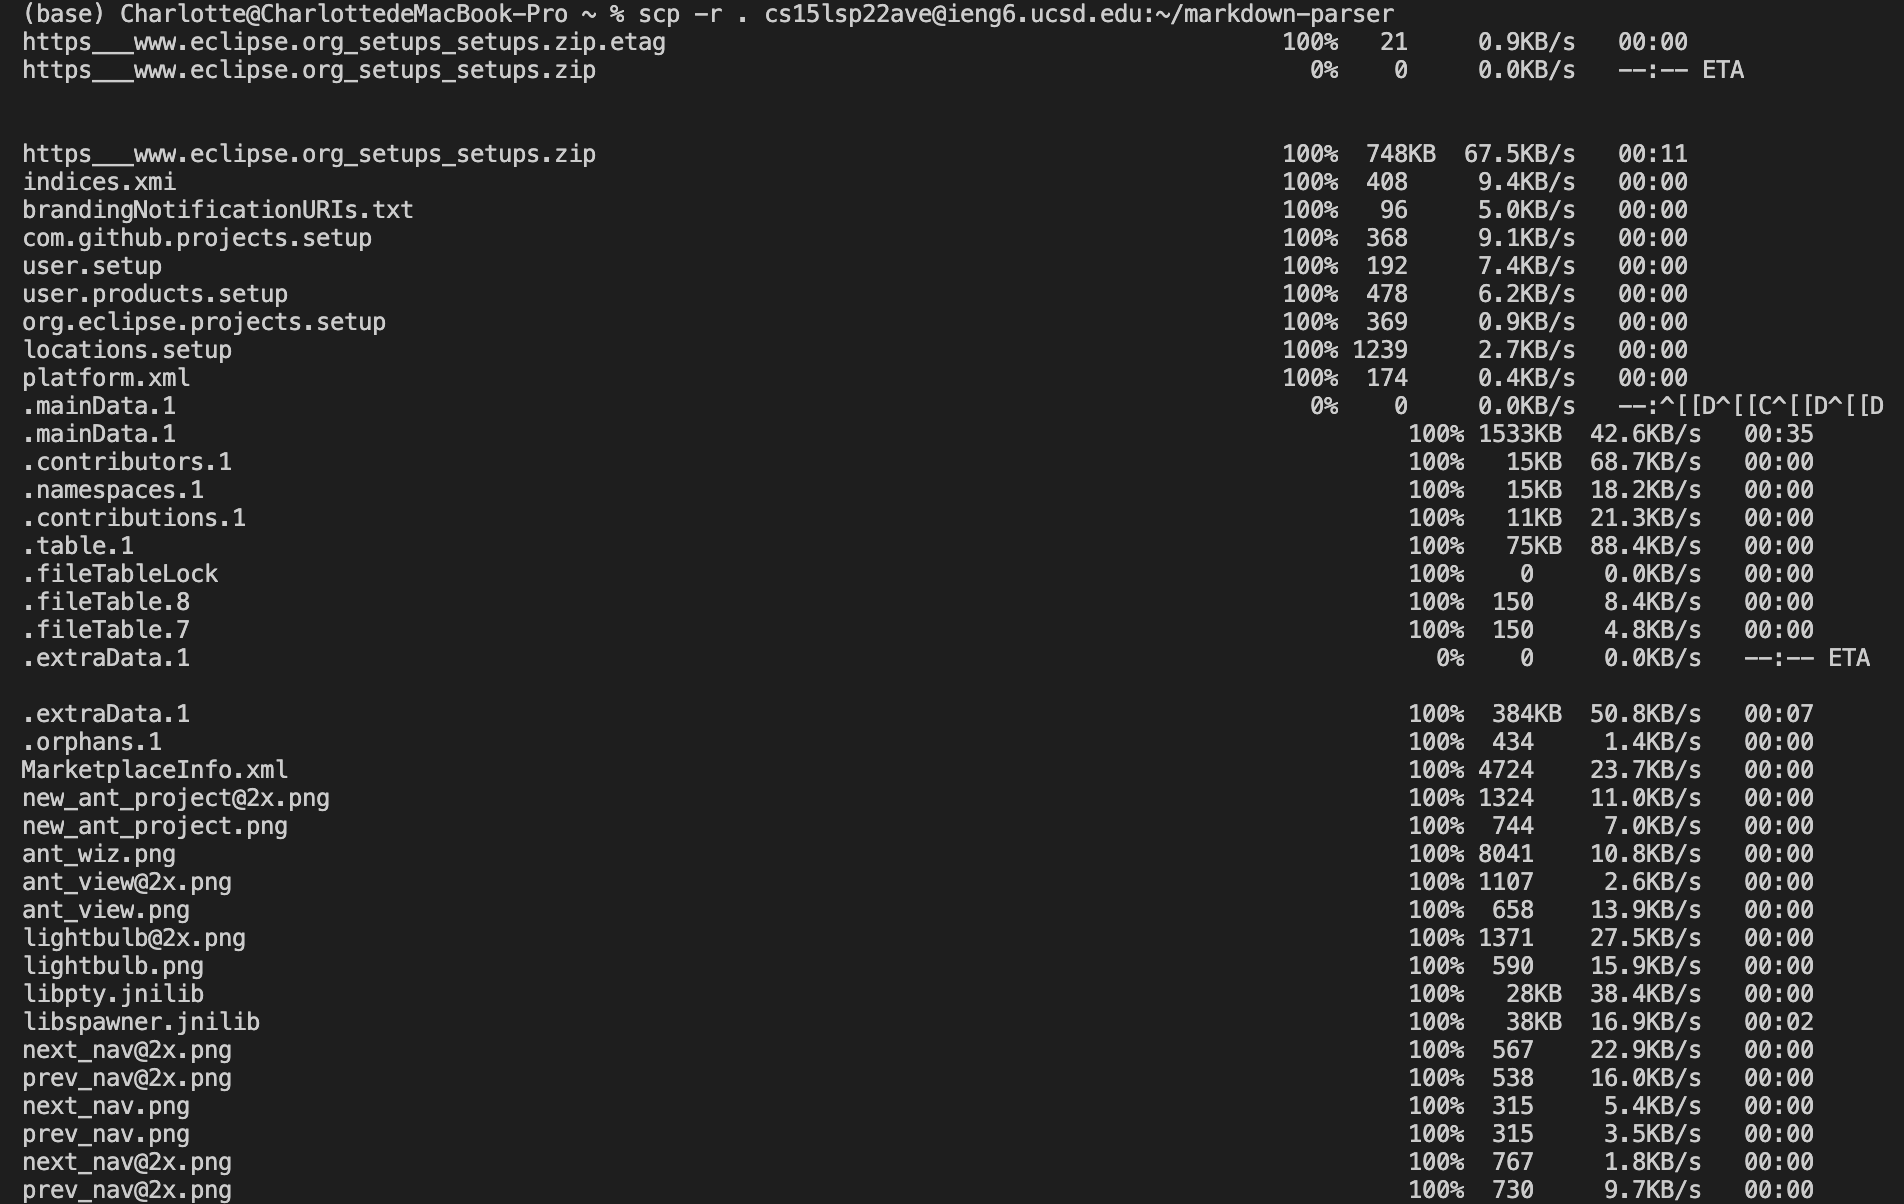 (base) Charlotte@CharlottedeMacBook-Pro ~ % scp -r . cs15lsp22ave@ieng6.ucsd.edu:~/markdown-parser
https___www.eclipse.org_setups_setups.zip.etag 100% 21 0.9KB/s 00:00
https___www.eclipse.org_setups_setups.zip 0% 0 0.0KB/s --:-- ETA
https___www.eclipse.org_setups_setups.zip 100% 748KB 67.5KB/s 00:11
indices.xmi 100% 408 9.4KB/s 00:00
brandingNotificationURIs.txt 100% 96 5.0KB/s 00:00
com.github.projects.setup 100% 368 9.1KB/s 00:00
user.setup 100% 192 7.4KB/s 00:00
user.products.setup 100% 478 6.2KB/s 00:00
org.eclipse.projects.setup 100% 369 0.9KB/s 00:00
locations.setup 100% 1239 2.7KB/s 00:00
platform.xml 100% 174 0.4KB/s 00:00
.mainData.1 0% 0 0.0KB/s --:^[[D^[[C^[[D^[[D
.mainData.1 100% 1533KB 42.6KB/s 00:35
.contributors.1 100% 15KB 68.7KB/s 00:00
.namespaces.1 100% 15KB 18.2KB/s 00:00
.contributions.1 100% 11KB 21.3KB/s 00:00
.table.1 100% 75KB 88.4KB/s 00:00
.fileTableLock 100% 0 0.0KB/s 00:00
.fileTable.8 100% 150 8.4KB/s 00:00
.fileTable.7 100% 150 4.8KB/s 00:00
.extraData.1 0% 0 0.0KB/s --:-- ETA
.extraData.1 100% 384KB 50.8KB/s 00:07
.orphans.1 100% 434 1.4KB/s 00:00
MarketplaceInfo.xml 100% 4724 23.7KB/s 00:00
new_ant_project@2x.png 100% 1324 11.0KB/s 00:00
new_ant_project.png 100% 744 7.0KB/s 00:00
ant_wiz.png 100% 8041 10.8KB/s 00:00
ant_view@2x.png 100% 1107 2.6KB/s 00:00
ant_view.png 100% 658 13.9KB/s 00:00
lightbulb@2x.png 100% 1371 27.5KB/s 00:00
lightbulb.png 100% 590 15.9KB/s 00:00
libpty.jnilib 100% 28KB 38.4KB/s 00:00
libspawner.jnilib 100% 38KB 16.9KB/s 00:02
next_nav@2x.png 100% 567 22.9KB/s 00:00
prev_nav@2x.png 100% 538 16.0KB/s 00:00
next_nav.png 100% 315 5.4KB/s 00:00
prev_nav.png 100% 315 3.5KB/s 00:00
next_nav@2x.png 100% 767 1.8KB/s 00:00
prev_nav@2x.png 100% 730 9.7KB/s 00:00